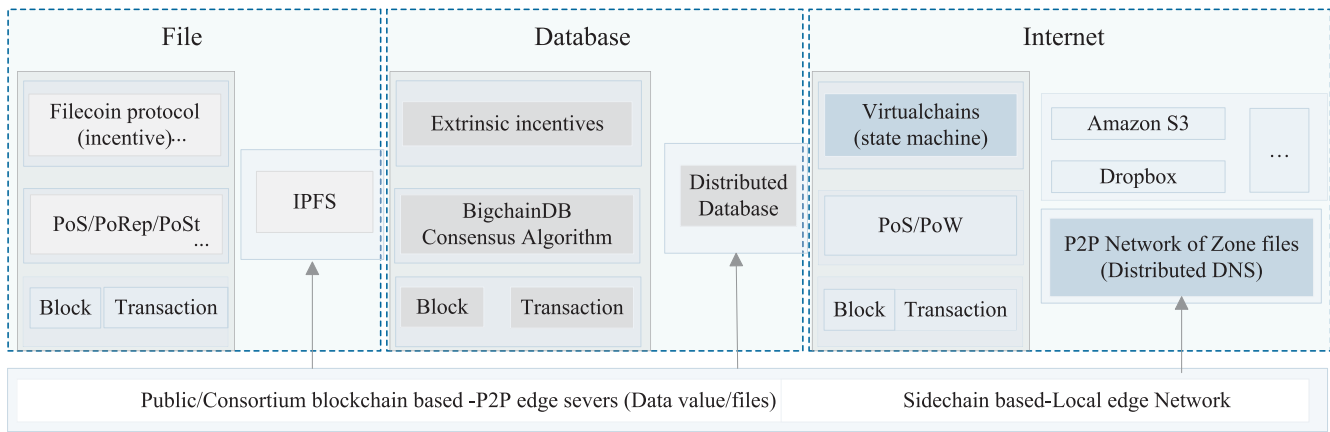 File
Filecoin protocol
(incentive)...
PoS/PoRep/PoSt
...
Block
Transaction
IPFS
Database
Extrinsic incentives
BigchainDB
Consensus Algorithm
Block
Transaction
Distributed
Database
Internet
Virtualchains
(state machine)
PoS/PoW
Block
Transaction
Amazon S3
Dropbox
...
P2P Network of Zone files
(Distributed DNS)
Public/Consortium blockchain based -P2P edge severs (Data value/files)
Sidechain based-Local edge Network